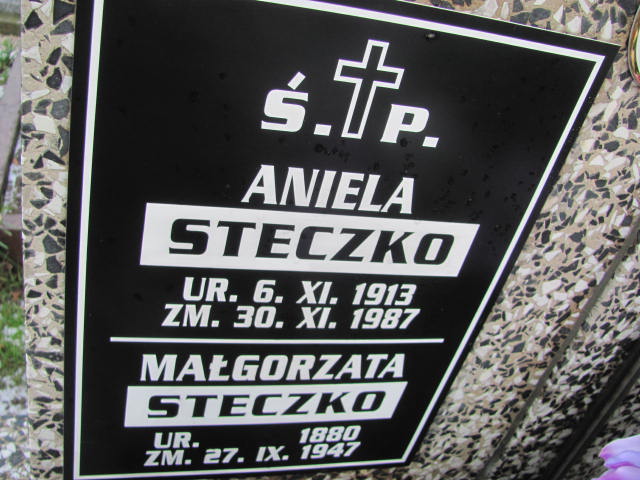 Ś. P.
ANIELA
STECZKO
UR. 6. XI. 1913
ZM. 30. XI. 1987
MAŁGORZATA
STECZKO
UR. 1880
ZM. 27. IX. 1947